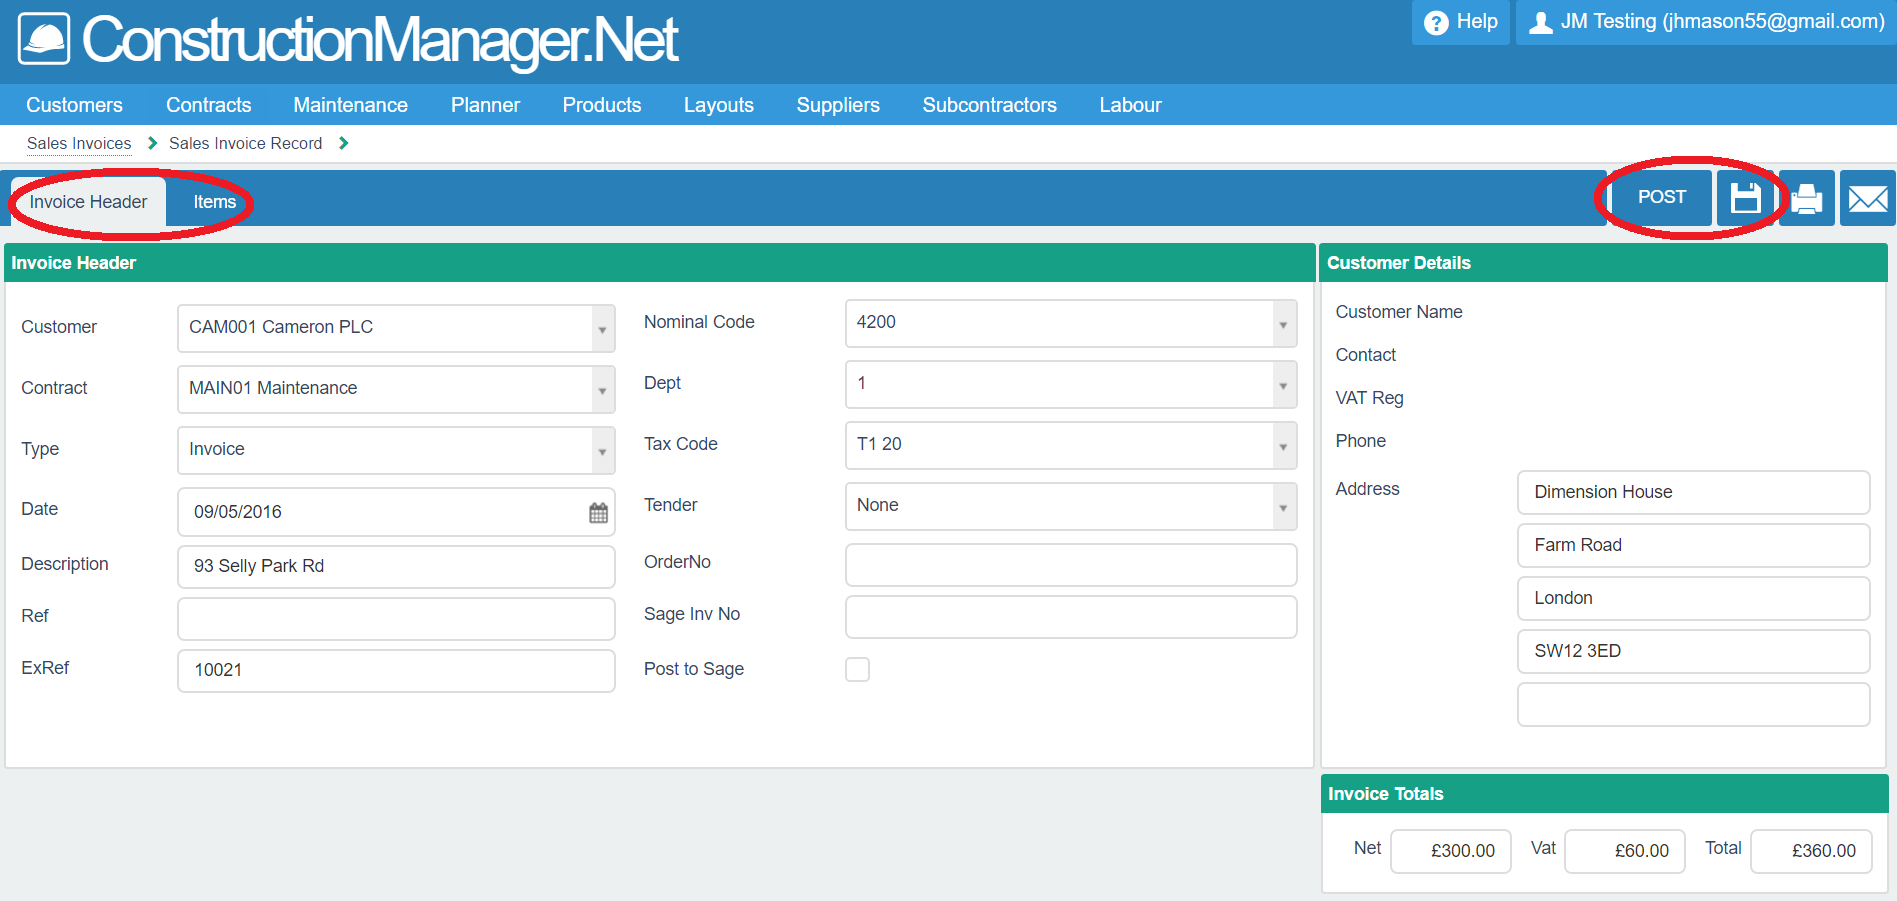 ConstructionManager.Net
? Help
JM Testing (jhmason55@gmail.com)
Customers Contracts Maintenance Planner Products Layouts Suppliers Subcontractors Labour
Sales Invoices Sales Invoice Record
Invoice Header Items POST
Invoice Header
Customer CAM001 Cameron PLC
Contract MAIN01 Maintenance
Type Invoice
Date 09/05/2016
Description 93 Selly Park Rd
Ref
ExRef 10021
Nominal Code 4200
Dept 1
Tax Code T1 20
Tender None
OrderNo
Sage Inv No
Post to Sage
Customer Details
Customer Name
Contact
VAT Reg
Phone
Address Dimension House
Farm Road
London
SW12 3ED
Invoice Totals
Net £300.00 Vat £60.00 Total £360.00